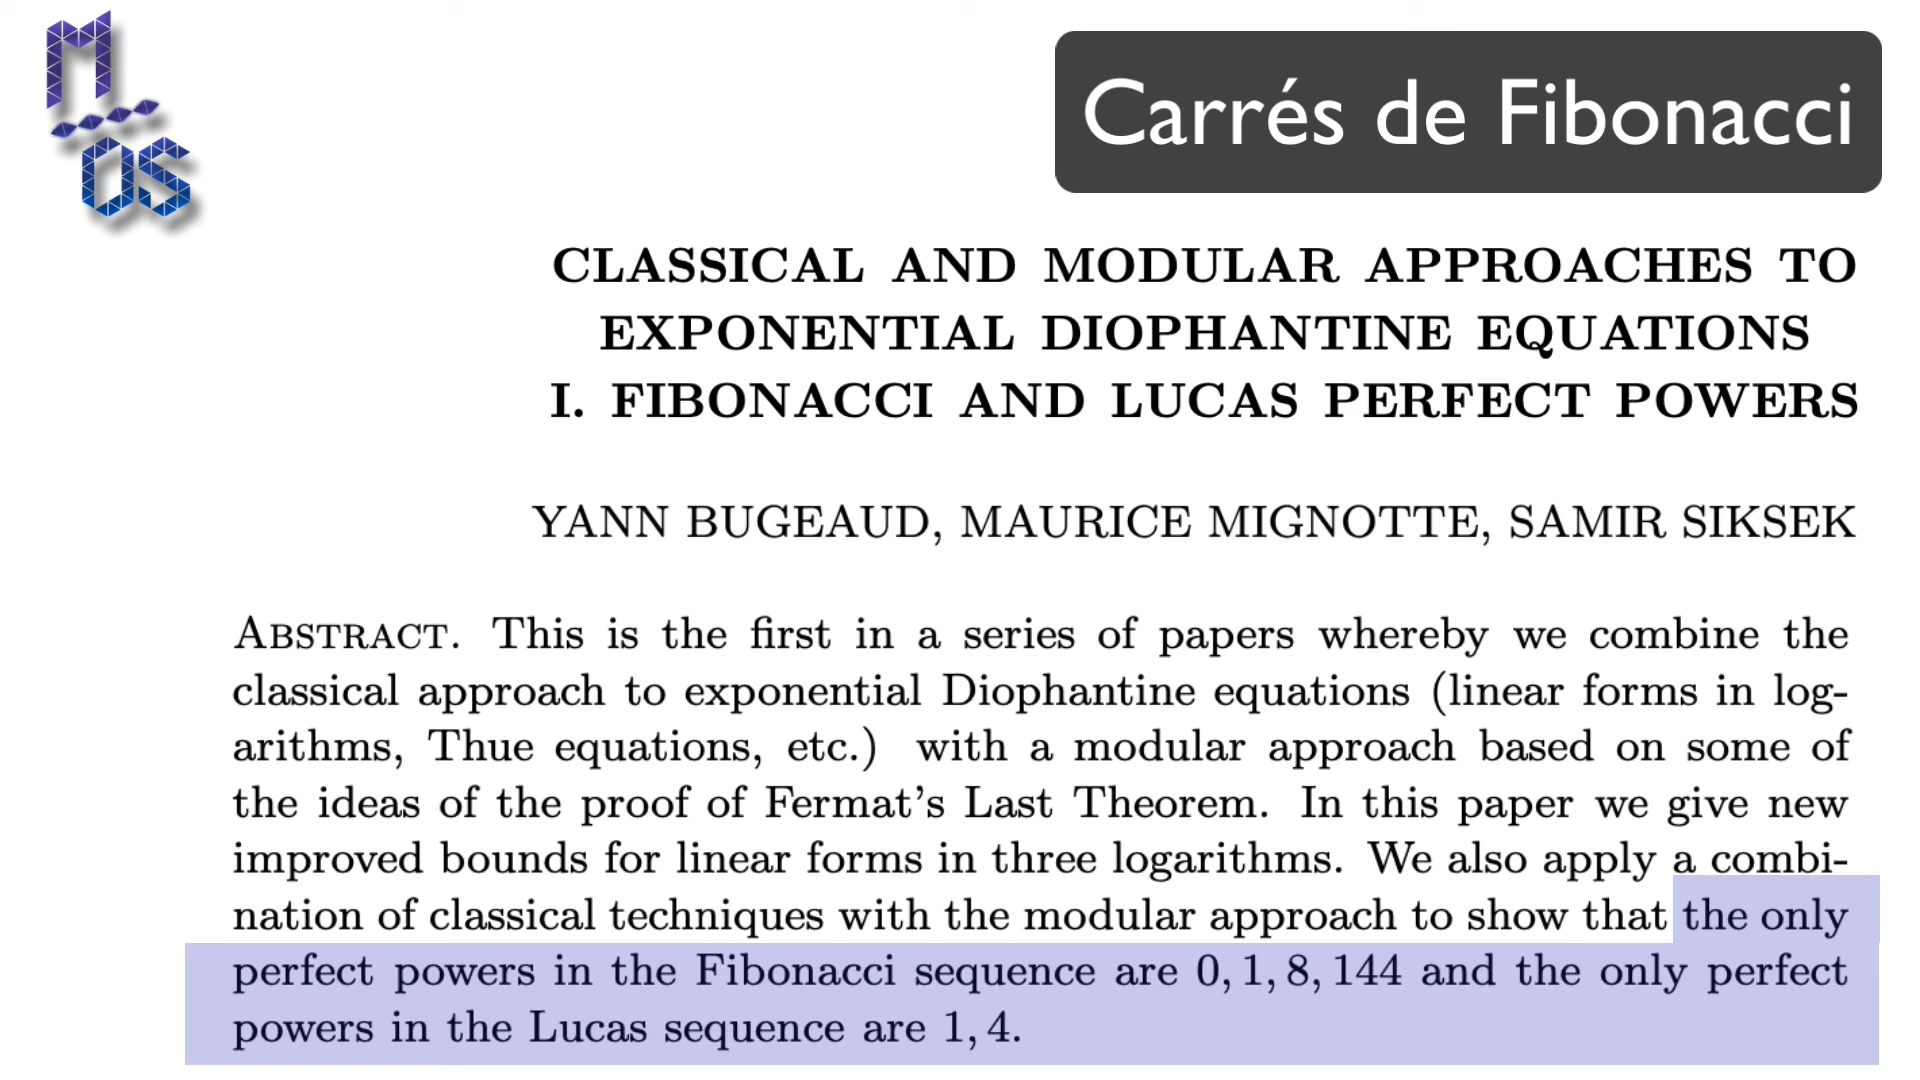 M
OS
Carrés de Fibonacci
CLASSICAL AND MODULAR APPROACHES TO
EXPONENTIAL DIOPHANTINE EQUATIONS
I. FIBONACCI AND LUCAS PERFECT POWERS
YANN BUGEAUD, MAURICE MIGNOTTE, SAMIR SIKSEK
ABSTRACT. This is the first in a series of papers whereby we combine the
classical approach to exponential Diophantine equations (linear forms in log-
arithms, Thue equations, etc.) with a modular approach based on some of
the ideas of the proof of Fermat's Last Theorem. In this paper we give new
improved bounds for linear forms in three logarithms. We also apply a combi-
nation of classical techniques with the modular approach to show that the only
perfect powers in the Fibonacci sequence are 0, 1, 8, 144 and the only perfect
powers in the Lucas sequence are 1, 4.